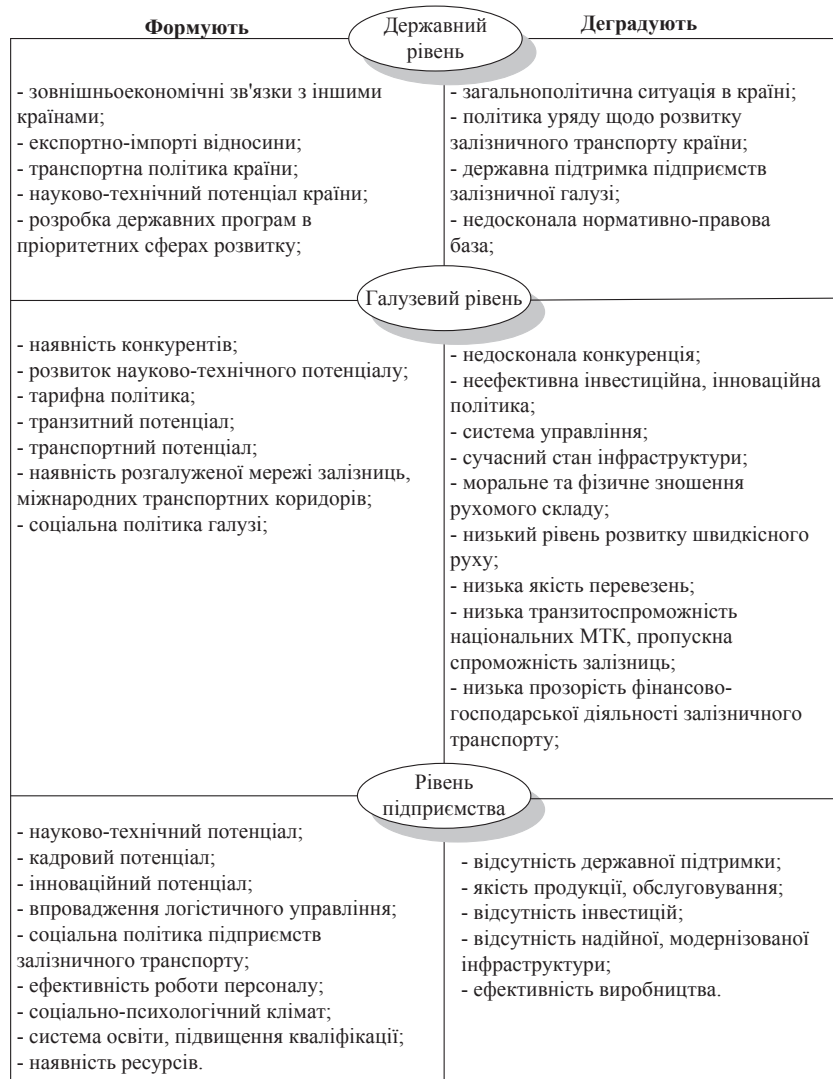 Формують
Державний
рівень
Деградують
- зовнішньоекономічні зв'язки з іншими
країнами;
- експортно-імпорті відносини;
- транспортна політика країни;
- науково-технічний потенціал країни;
- розробка державних програм в
пріоритетних сферах розвитку;
- загальнополітична ситуація в країні;
- політика уряду щодо розвитку
залізничного транспорту країни;
- державна підтримка підприємств
залізничної галузі;
- недосконала нормативно-правова
база;
Галузевий рівень
- наявність конкурентів;
- розвиток науково-технічного потенціалу;
- тарифна політика;
- транзитний потенціал;
- транспортний потенціал;
- наявність розгалуженої мережі залізниць,
міжнародних транспортних коридорів;
- соціальна політика галузі;
- недосконала конкуренція;
- неефективна інвестиційна, інноваційна
політика;
- система управління;
- сучасний стан інфраструктури;
- моральне та фізичне зношення
рухомого складу;
- низький рівень розвитку швидкісного
руху;
- низька якість перевезень;
- низька транзитоспроможність
національних МТК, пропускна
спроможність залізниць;
- низька прозорість фінансово-
господарської діяльності залізничного
транспорту;
Рівень
підприємства
- науково-технічний потенціал;
- кадровий потенціал;
- інноваційний потенціал;
- впровадження логістичного управління;
- соціальна політика підприємств
залізничного транспорту;
- ефективність роботи персоналу;
- соціально-психологічний клімат;
- система освіти, підвищення кваліфікації;
- наявність ресурсів.
- відсутність державної підтримки;
- якість продукції, обслуговування;
- відсутність інвестицій;
- відсутність надійної, модернізованої
інфраструктури;
- ефективність виробництва.